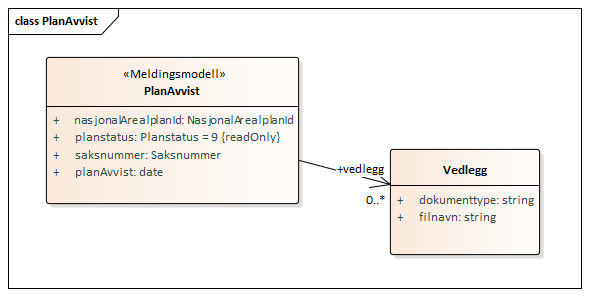 class PlanAvvist
«Meldingsmodell»
PlanAvvist
+ nasjonalArealplanId: NasjonalArealplanId
+ planstatus: Planstatus = 9 {readOnly}
+ saksnummer: Saksnummer
+ planAvvist: date
+vedlegg
0..*
Vedlegg
+ dokumenttype: string
+ filnavn: string